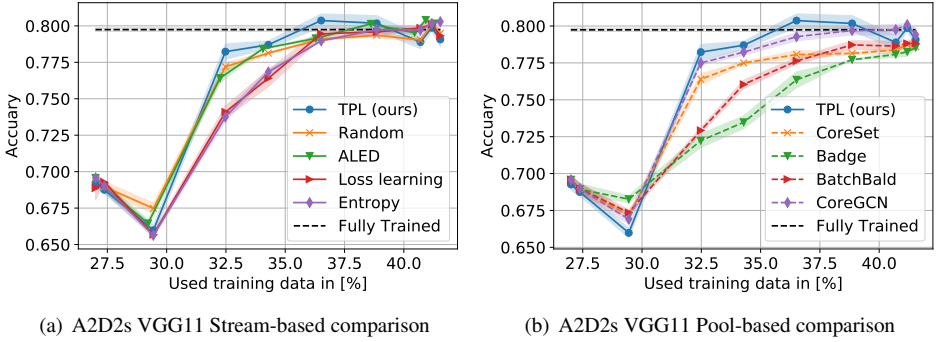 0.800
0.775
0.750
0.725
0.700
0.675
0.650
Accuary
27.5 30.0 32.5 35.0 37.5 40.0
Used training data in [%]
TPL (ours)
Random
ALED
Loss learning
Entropy
Fully Trained
(a) A2D2s VGG11 Stream-based comparison
0.800
0.775
0.750
0.725
0.700
0.675
0.650
Accuary
27.5 30.0 32.5 35.0 37.5 40.0
Used training data in [%]
TPL (ours)
CoreSet
Badge
BatchBald
CoreGCN
Fully Trained
(b) A2D2s VGG11 Pool-based comparison